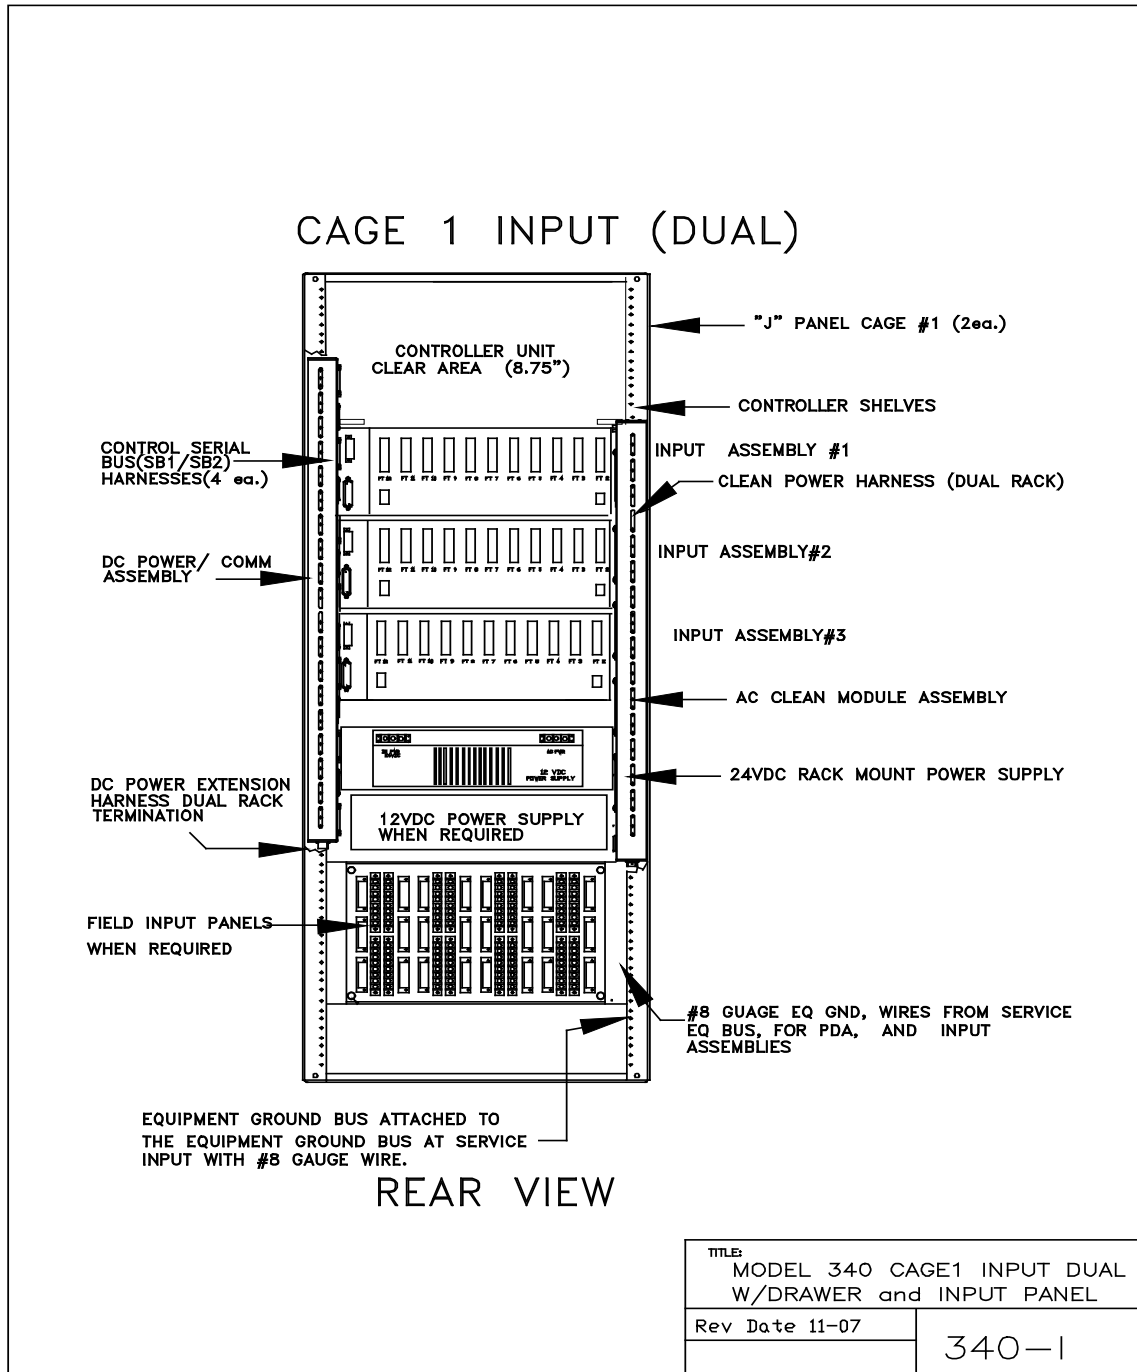 CAGE 1 INPUT (DUAL)
"J" PANEL CAGE #1 (2ea.)
CONTROLLER UNIT
CLEAR AREA (8.75")
CONTROLLER SHELVES
CONTROL SERIAL
BUS(SB1/SB2)
HARNESSES(4 ea.)
INPUT ASSEMBLY #1
CLEAN POWER HARNESS (DUAL RACK)
DC POWER/ COMM
ASSEMBLY
INPUT ASSEMBLY#2
INPUT ASSEMBLY#3
AC CLEAN MODULE ASSEMBLY
12 VDC
POWER SUPPLY
24VDC RACK MOUNT POWER SUPPLY
DC POWER EXTENSION
HARNESS DUAL RACK
TERMINATION
12VDC POWER SUPPLY
WHEN REQUIRED
FIELD INPUT PANELS
WHEN REQUIRED
#8 GUAGE EQ GND, WIRES FROM SERVICE
EQ BUS, FOR PDA, AND INPUT
ASSEMBLIES
EQUIPMENT GROUND BUS ATTACHED TO
THE EQUIPMENT GROUND BUS AT SERVICE
INPUT WITH #8 GAUGE WIRE.
REAR VIEW
TITLE:
MODEL 340 CAGE1 INPUT DUAL
W/DRAWER and INPUT PANEL
Rev Date 11-07
340-1